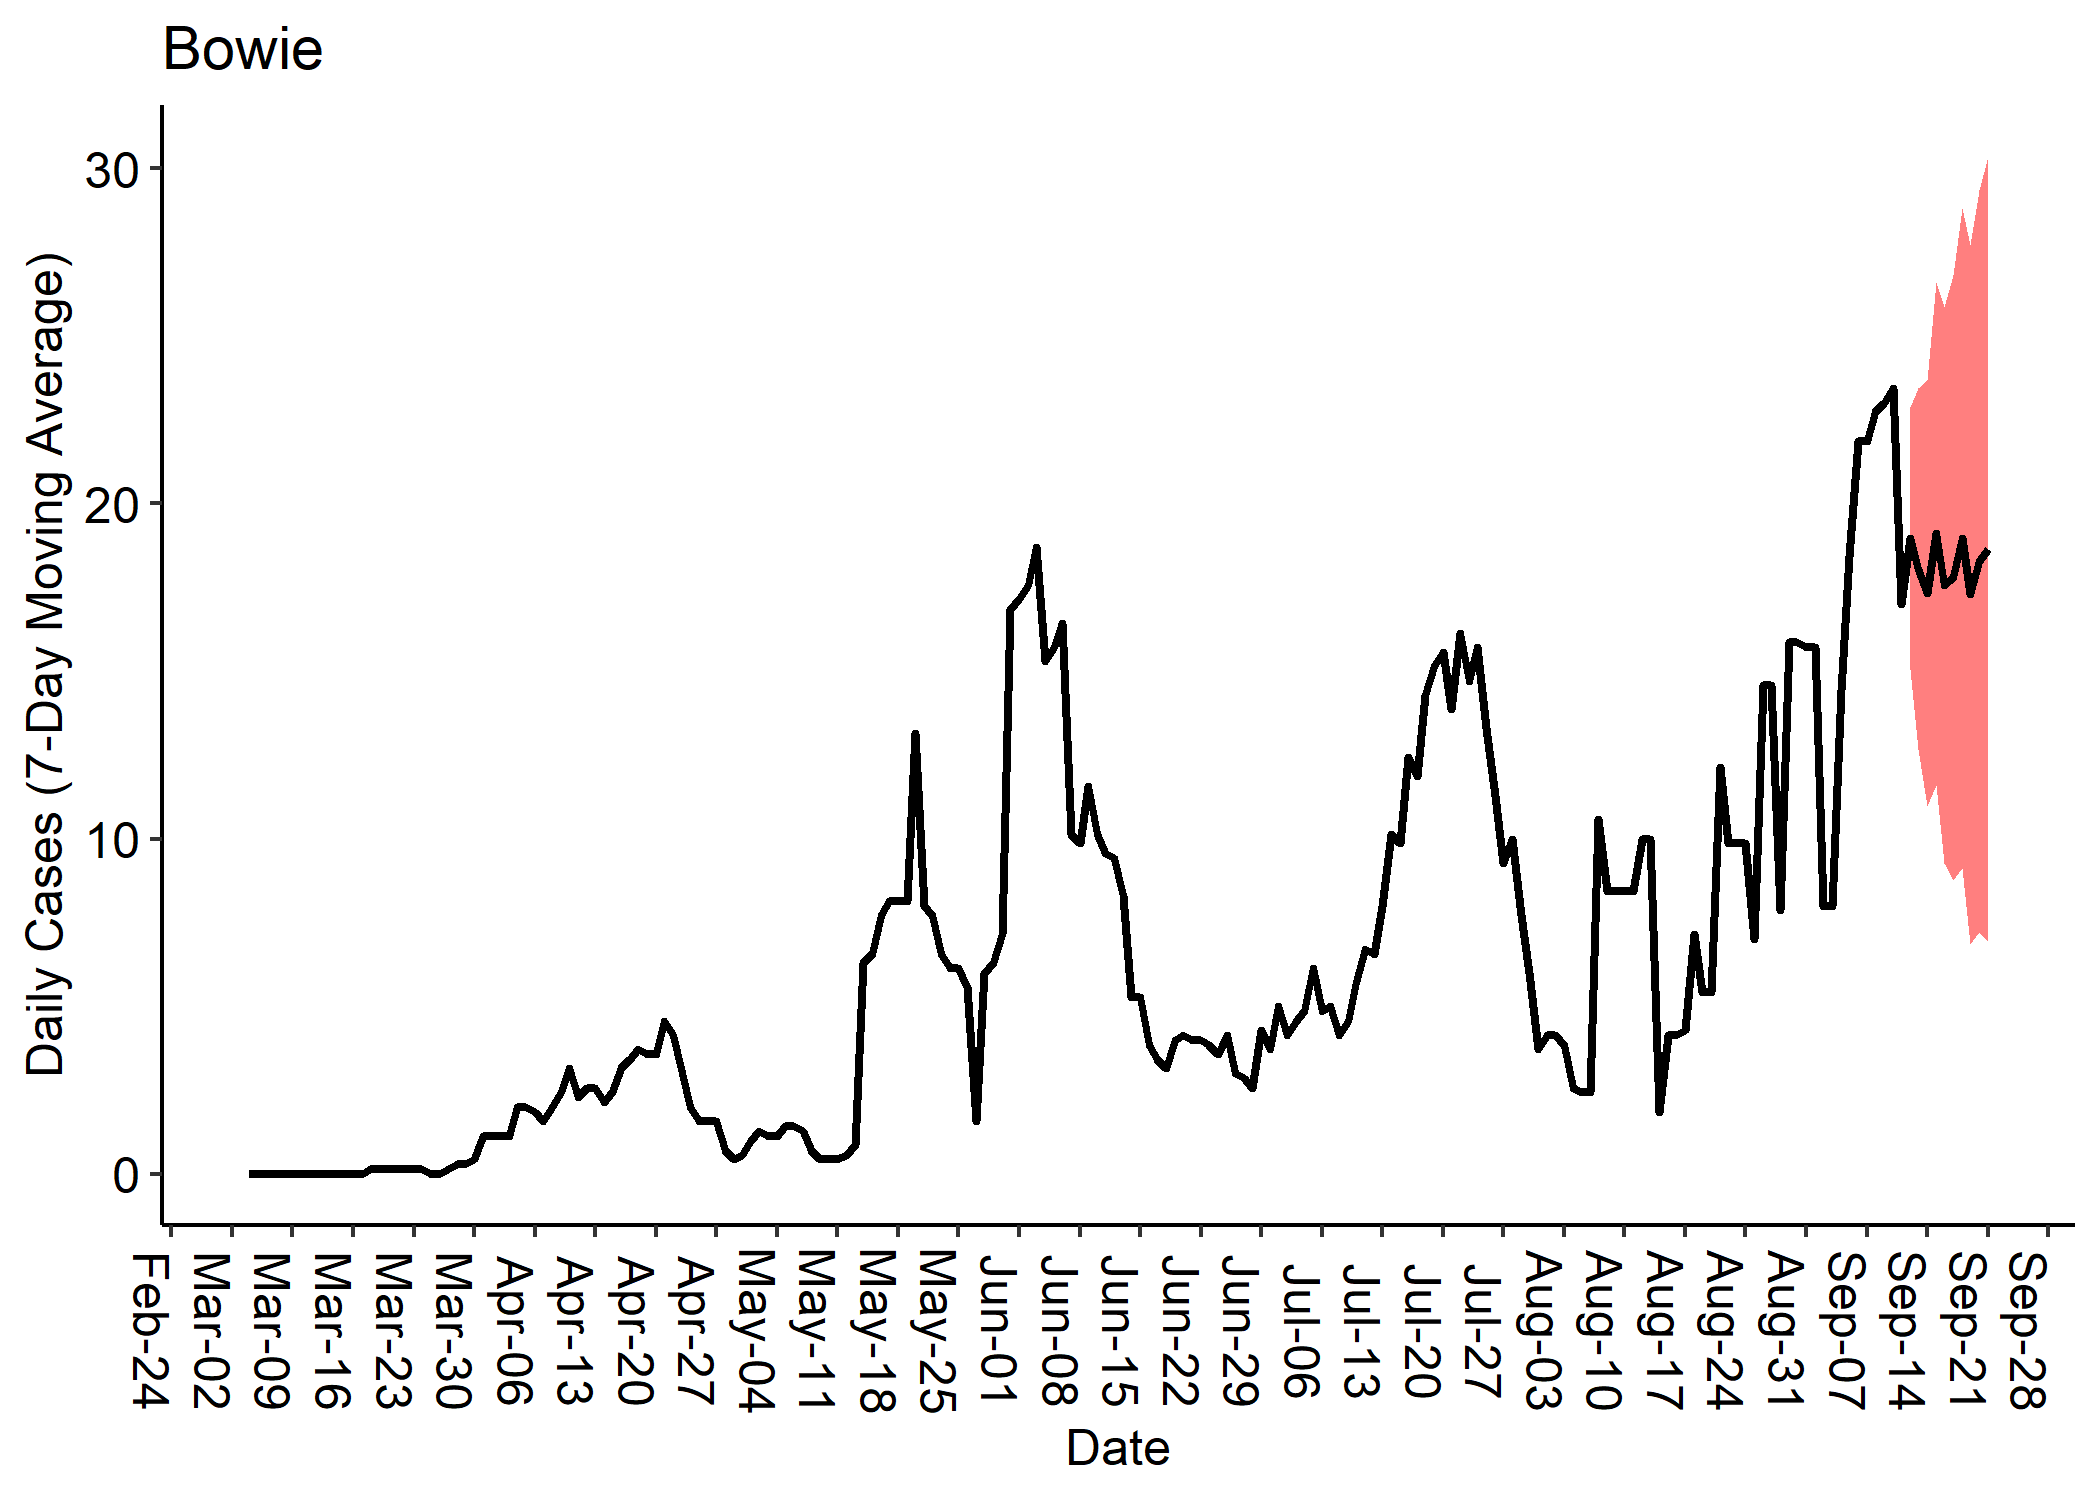 Bowie
Daily Cases (7-Day Moving Average)
30
20
10
0
Feb-24
Mar-02
Mar-09
Mar-16
Mar-23
Mar-30
Apr-06
Apr-13
Apr-20
Apr-27
May-04
May-11
May-18
May-25
Jun-01
Jun-08
Jun-15
Jun-22
Jun-29
Jul-06
Jul-13
Jul-20
Jul-27
Aug-03
Aug-10
Aug-17
Aug-24
Aug-31
Sep-07
Sep-14
Sep-21
Sep-28
Date